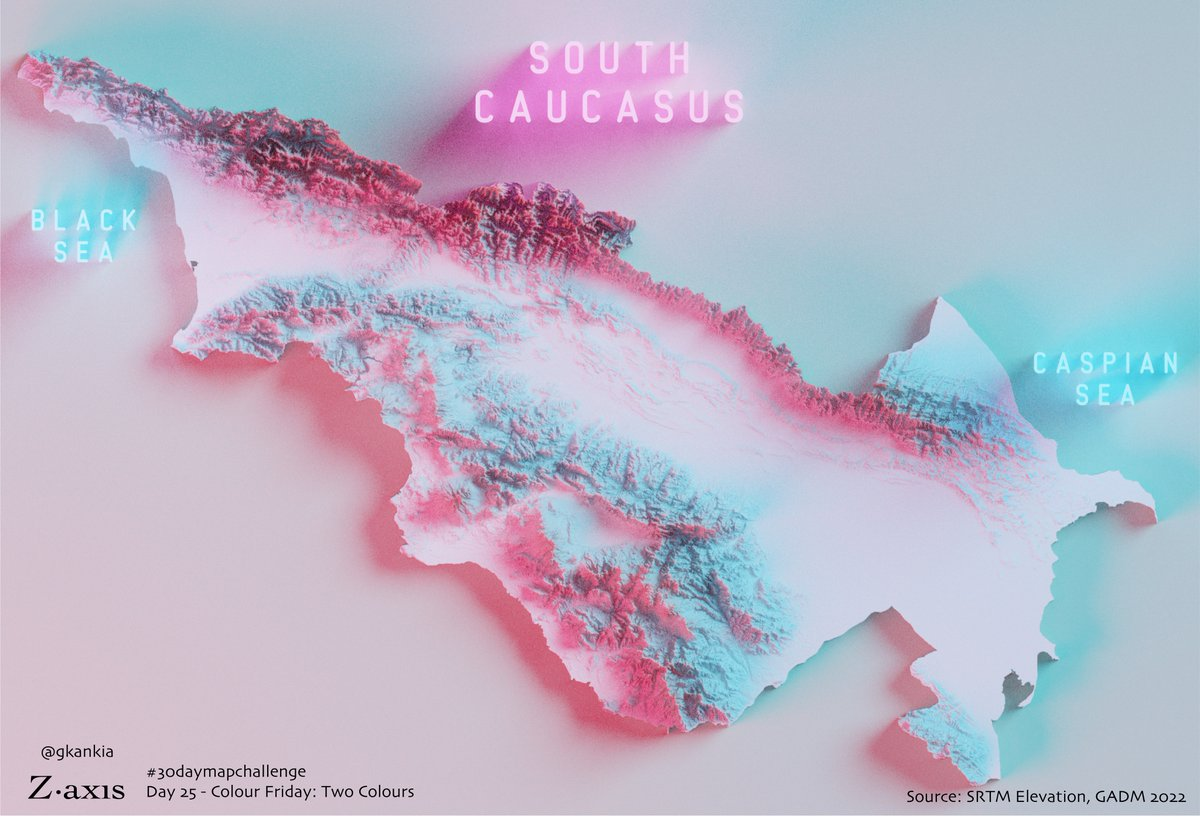 SOUTH
CAUCASUS
BLACK
SEA
CASPIAN
SEA
@gkankia
Z·axis
#30daymapchallenge
Day 25 - Colour Friday: Two Colours
Source: SRTM Elevation, GADM 2022